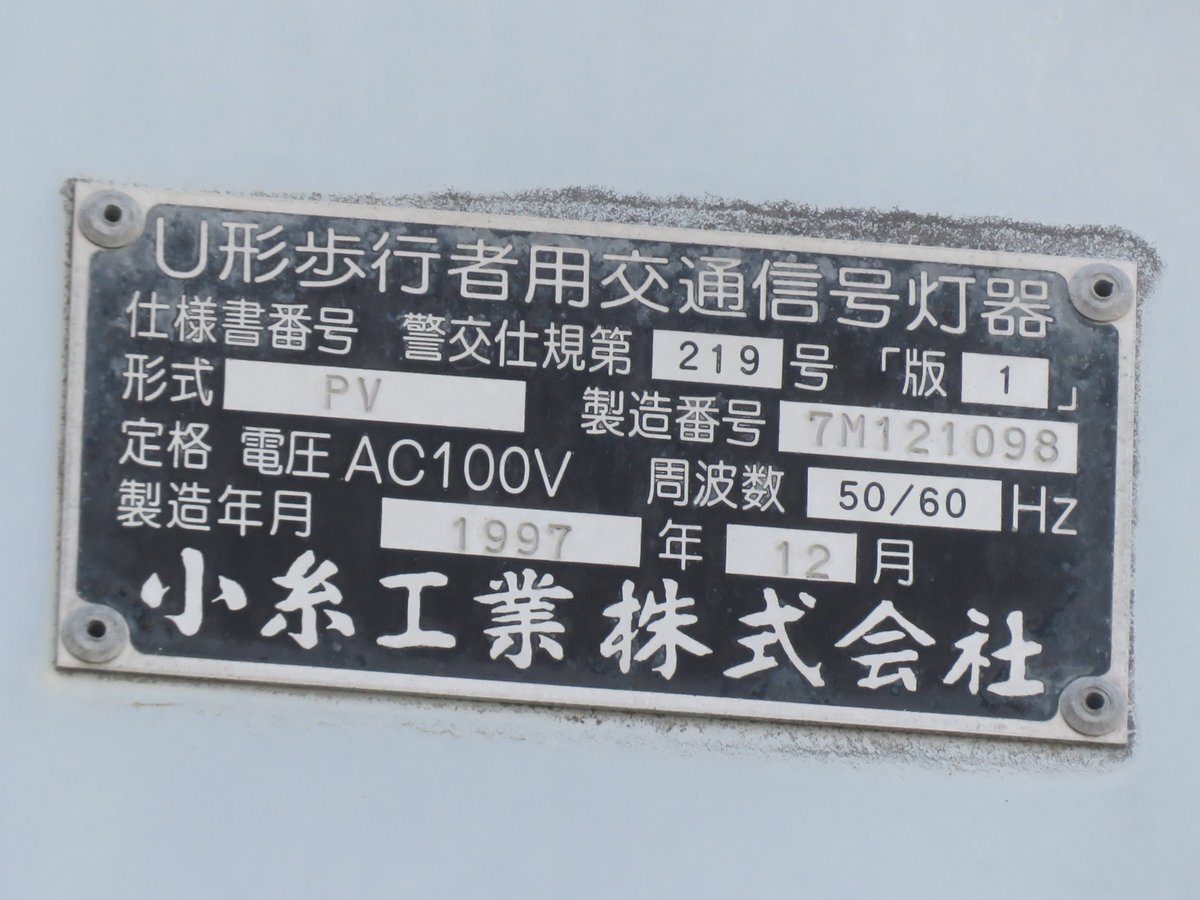 U形歩行者用交通信号灯器
仕様書番号 警交仕規第 219 号 「版 1 」
形式 PV 製造番号 7M121098
定格 電圧 AC100V 周波数 50/60 Hz
製造年月 1997 年 12 月
小糸工業株式会社